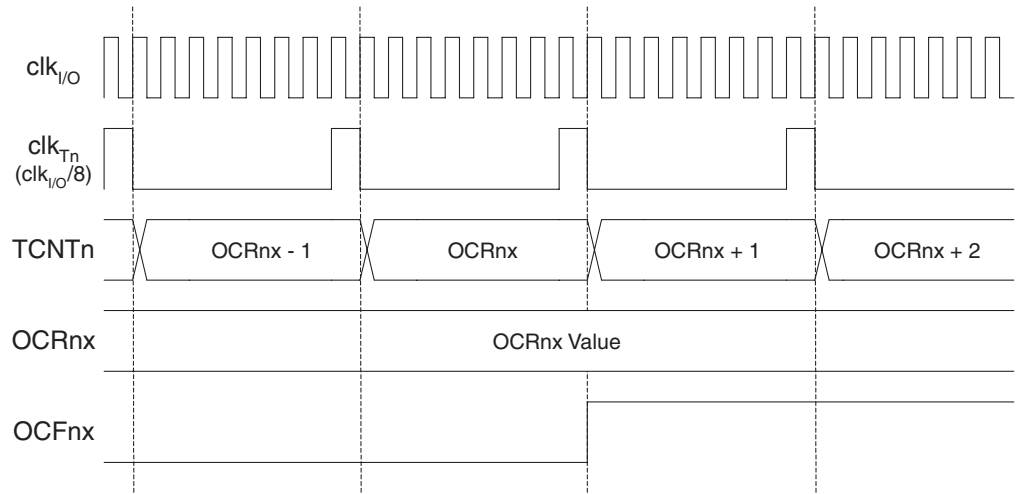 clkI/O
clkTn
(clkI/O/8)
TCNTn
OCRnx - 1
OCRnx
OCRnx + 1
OCRnx + 2
OCRnx
OCRnx Value
OCFnx